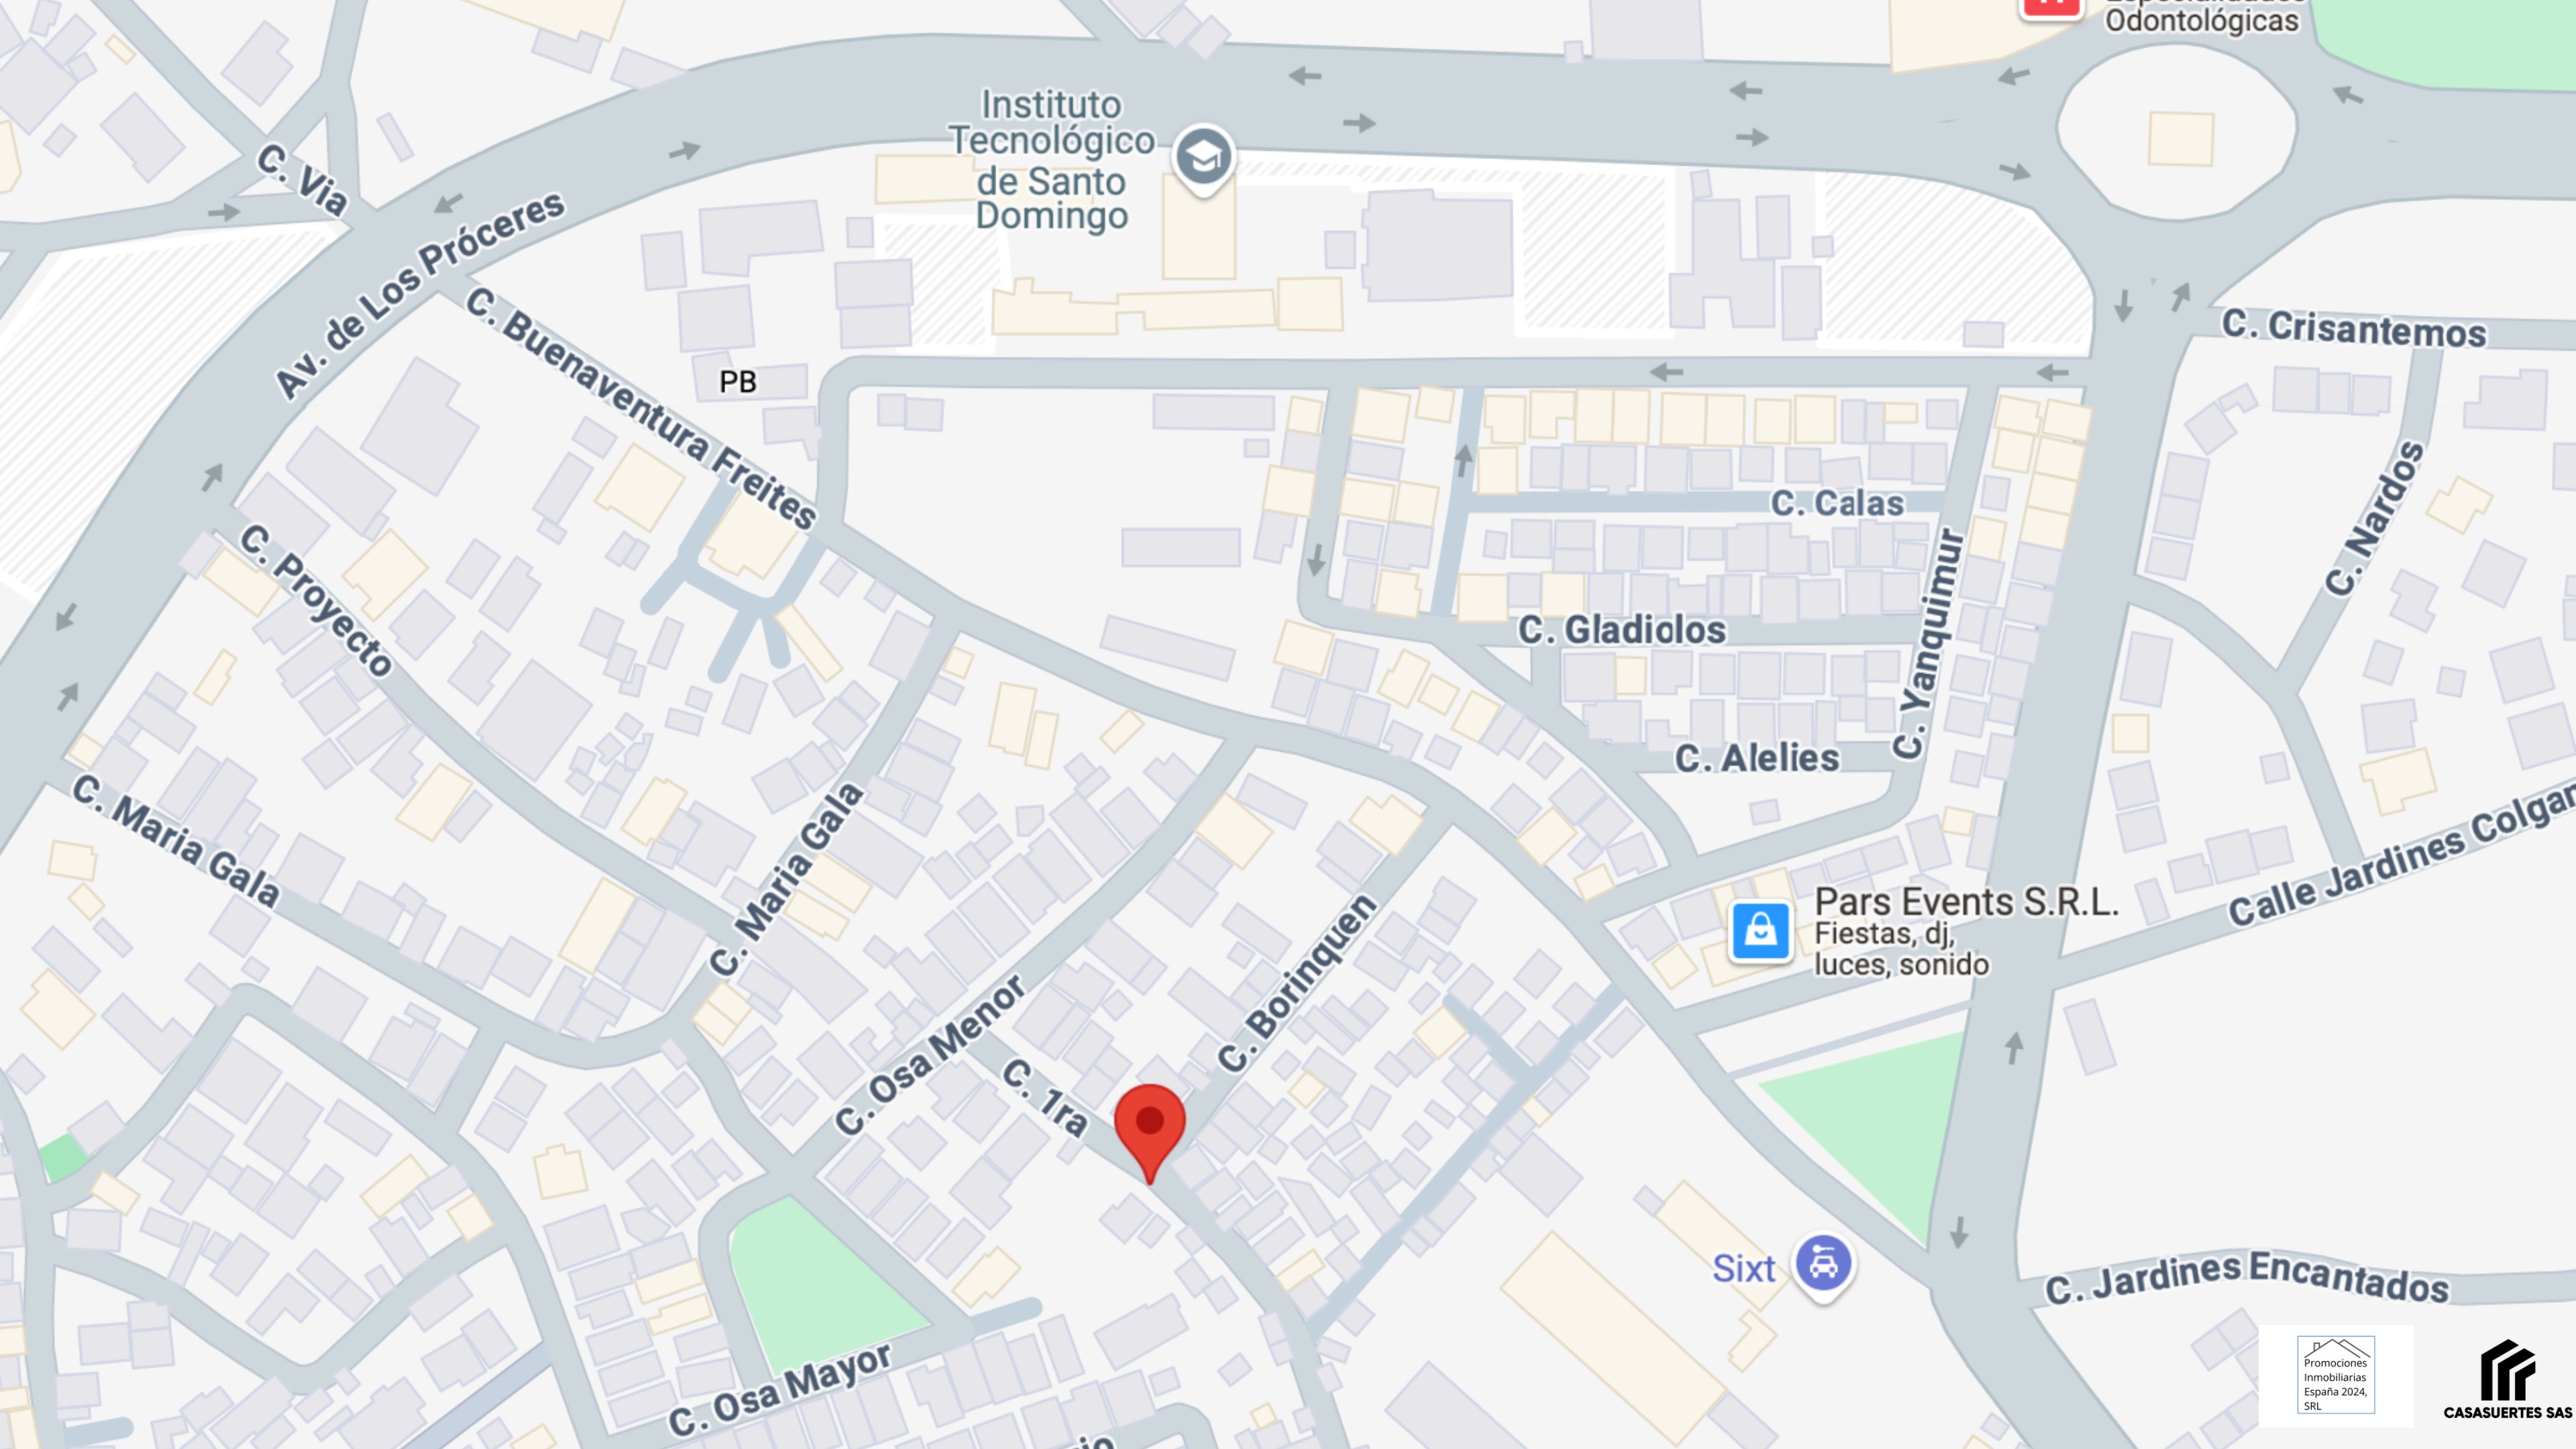 Odontológicas
Instituto
Tecnológico
de Santo
Domingo
C. Via
Av. de Los Próceres
C. Buenaventura Freites
PB
C. Crisantemos
C. Nardos
C. Calas
C. Proyecto
C. Gladiolos
C. Yanquimur
C. Alelies
C. Maria Gala
C. Maria Gala
Calle Jardines Colgan
Pars Events S.R.L.
Fiestas, dj,
luces, sonido
C. Borinquen
C. Osa Menor
C. 1ra
Sixt
C. Jardines Encantados
C. Osa Mayor
Promociones
Inmobiliarias
España 2024,
SRL
CASASUERTES SAS